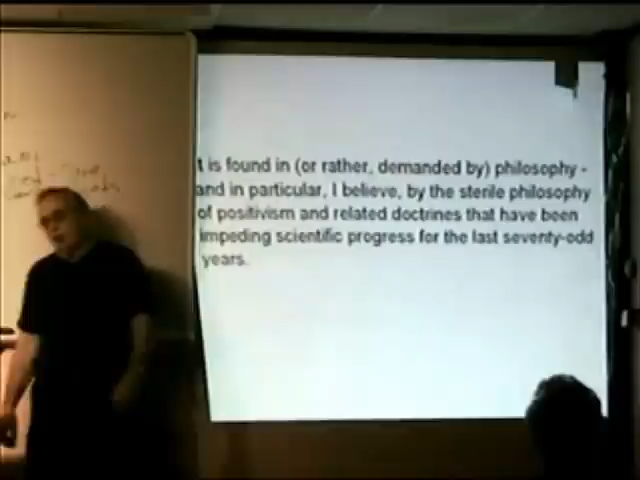 t is found in (or rather, demanded by) philosophy -
and in particular, I believe, by the sterile philosophy
of positivism and related doctrines that have been
impeding scientific progress for the last seventy-odd
years.